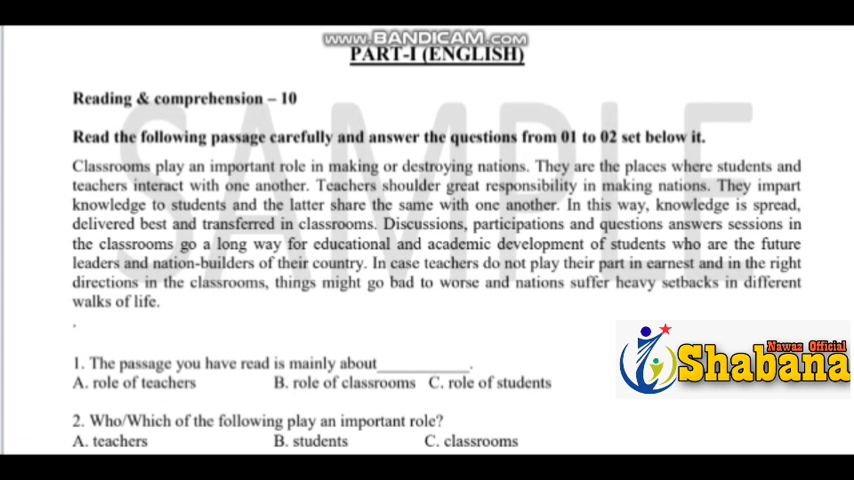 www.BANDICAM.com
PART-I (ENGLISH)
Reading & comprehension – 10
Read the following passage carefully and answer the questions from 01 to 02 set below it.
Classrooms play an important role in making or destroying nations. They are the places where students and
teachers interact with one another. Teachers shoulder great responsibility in making nations. They impart
knowledge to students and the latter share the same with one another. In this way, knowledge is spread,
delivered best and transferred in classrooms. Discussions, participations and questions answers sessions in
the classrooms go a long way for educational and academic development of students who are the future
leaders and nation-builders of their country. In case teachers do not play their part in earnest and in the right
directions in the classrooms, things might go bad to worse and nations suffer heavy setbacks in different
walks of life.
.
1. The passage you have read is mainly about__________.
A. role of teachers B. role of classrooms C. role of students
2. Who/Which of the following play an important role?
A. teachers B. students C. classrooms
SAMPLE
Nawaz Official
Shabana